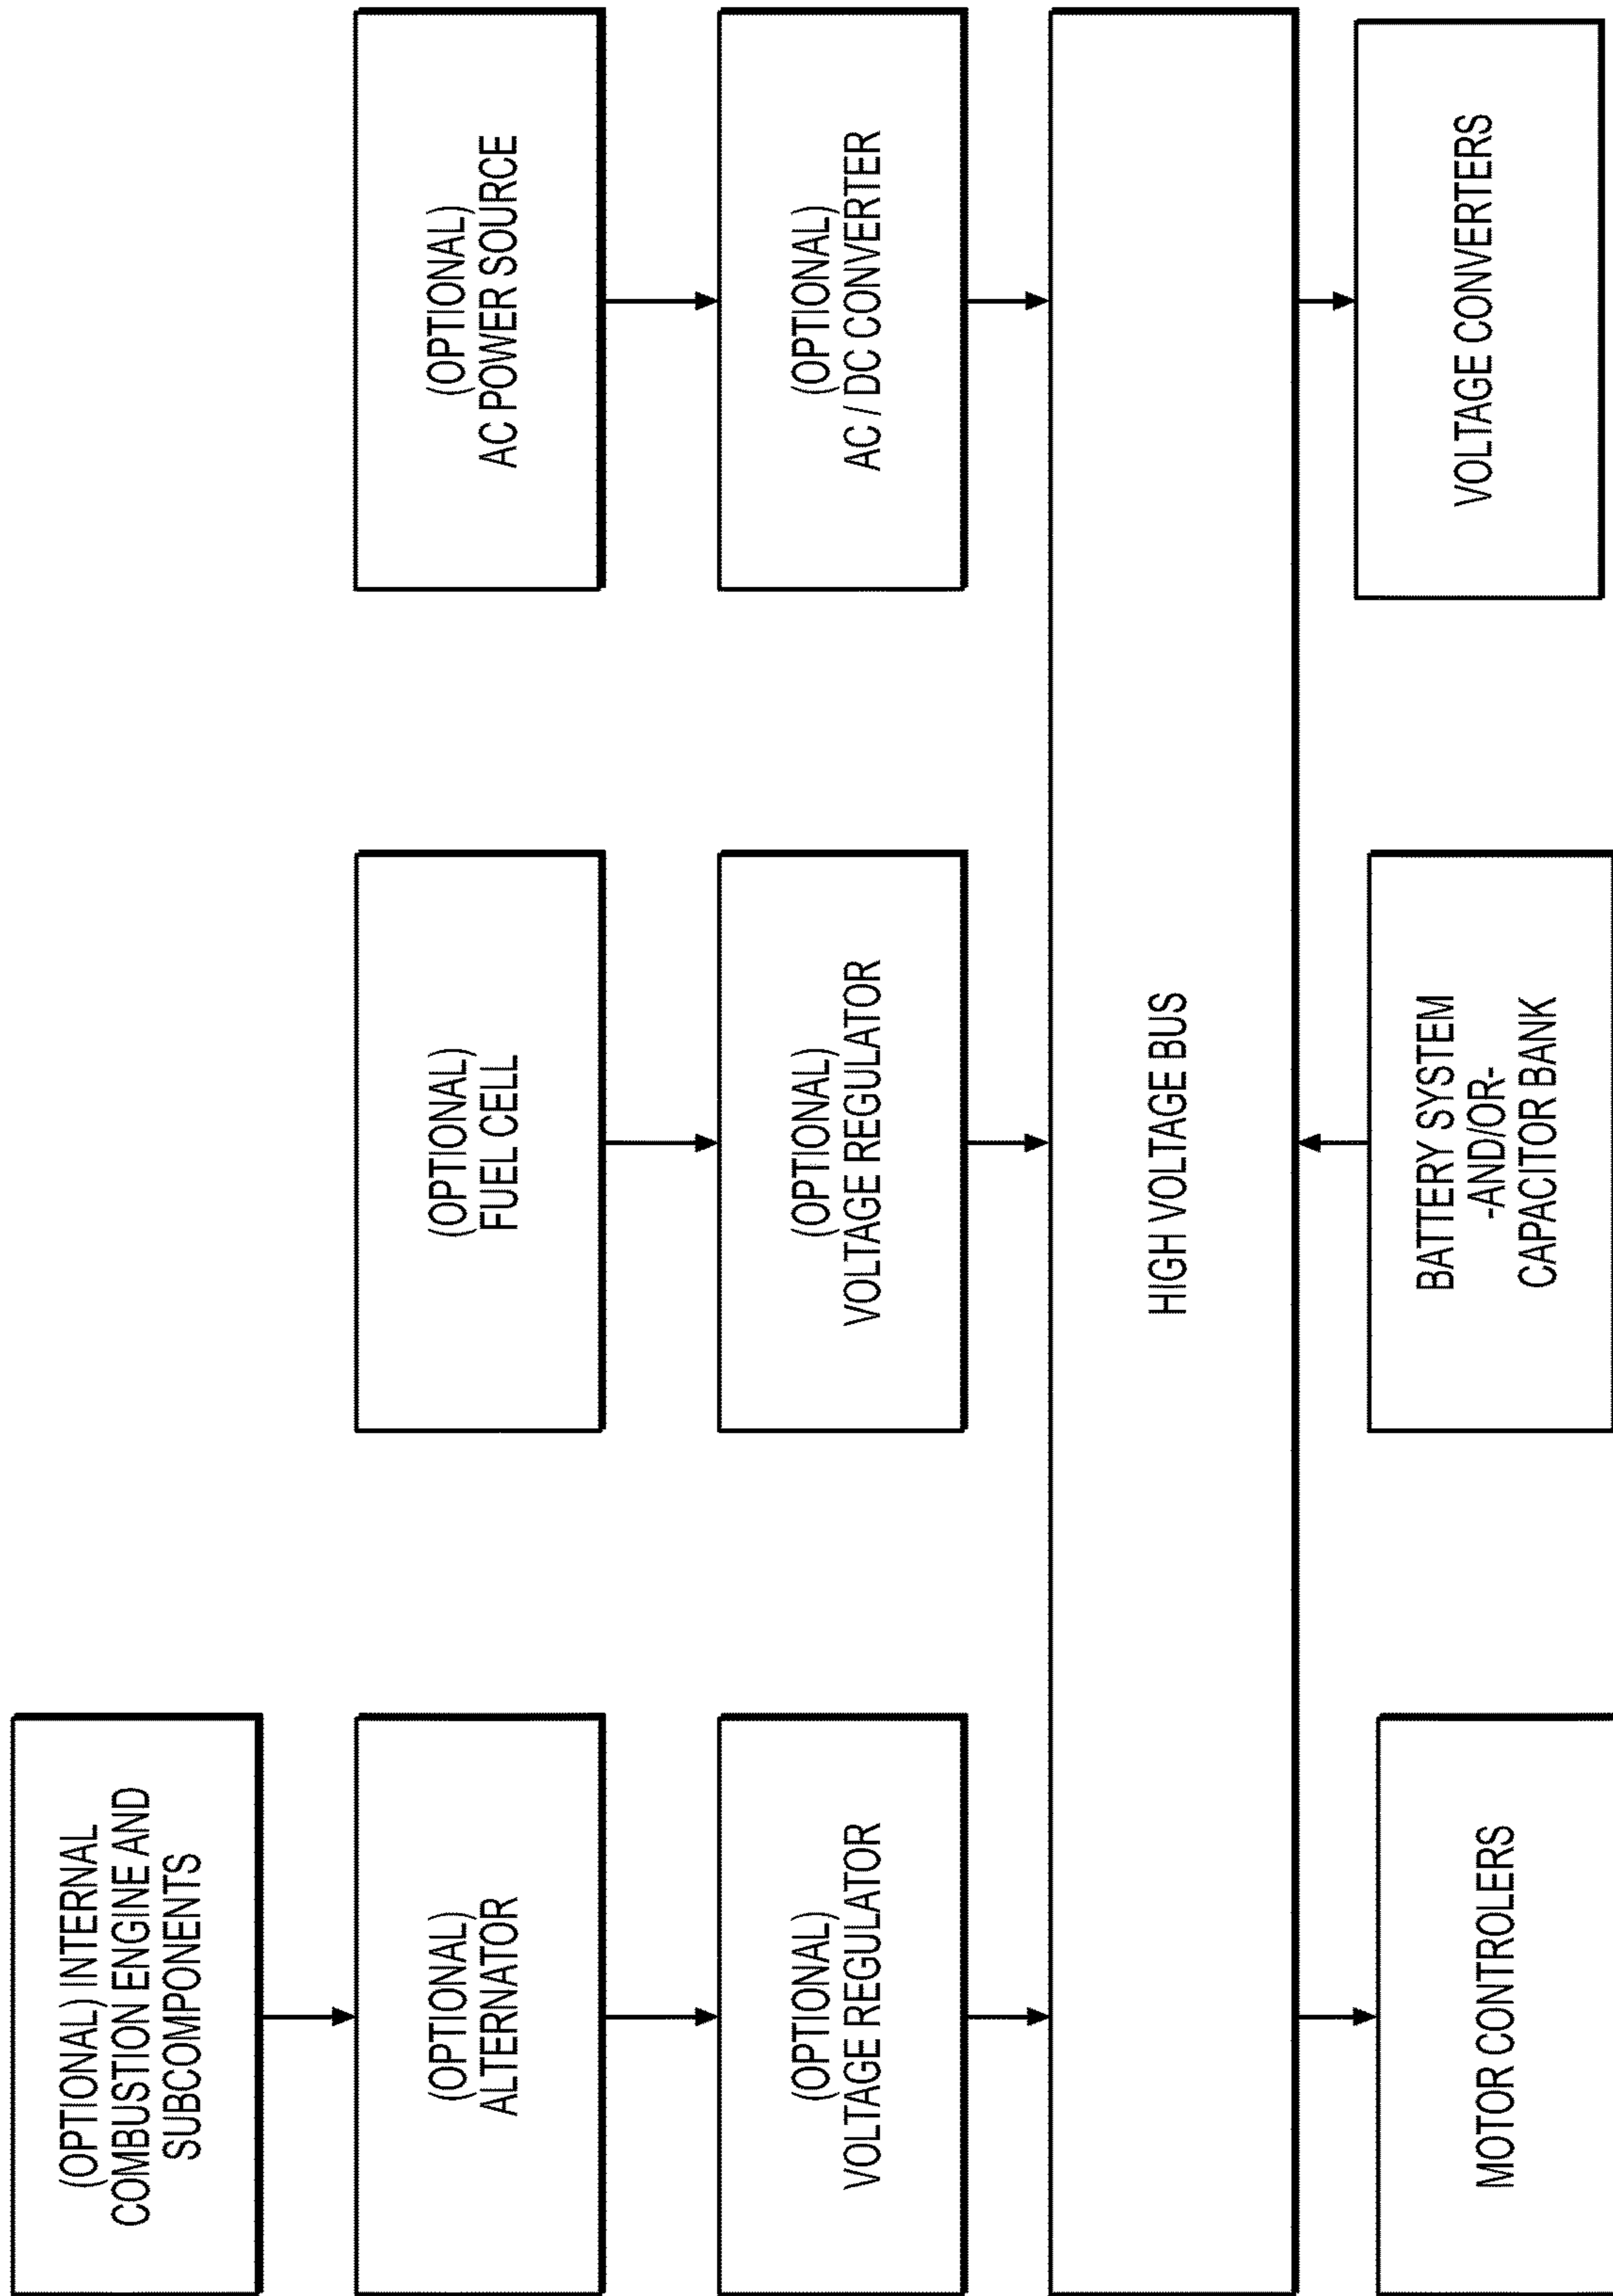 (OPTIONAL) INTERNAL
COMBUSTION ENGINE AND
SUBCOMPONENTS
(OPTIONAL)
ALTERNATOR
(OPTIONAL)
FUEL CELL
(OPTIONAL)
AC POWER SOURCE
(OPTIONAL)
VOLTAGE REGULATOR
(OPTIONAL)
VOLTAGE REGULATOR
(OPTIONAL)
AC / DC CONVERTER
HIGH VOLTAGE BUS
MOTOR CONTROLLERS
BATTERY SYSTEM
-AND/OR-
CAPACITOR BANK
VOLTAGE CONVERTERS